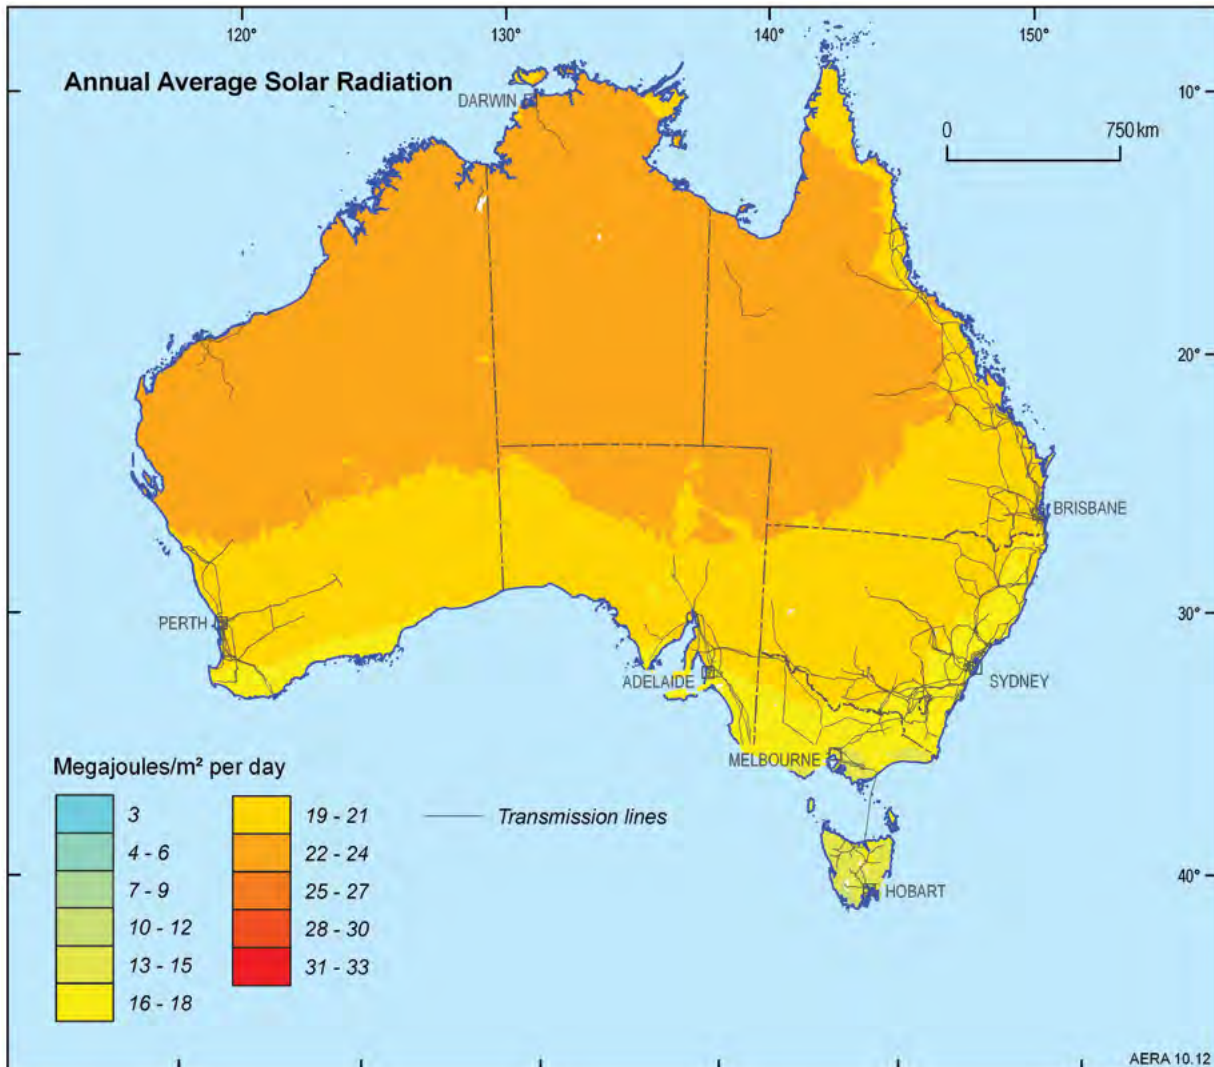 120°
130°
140°
150°
Annual Average Solar Radiation
DARWIN
10°
0
750 km
20°
BRISBANE
30°
PERTH
ADELAIDE
SYDNEY
MELBOURNE
Megajoules/m² per day
3
4 - 6
7 - 9
10 - 12
13 - 15
16 - 18
19 - 21
22 - 24
25 - 27
28 - 30
31 - 33
Transmission lines
40°
HOBART
AERA 10.12